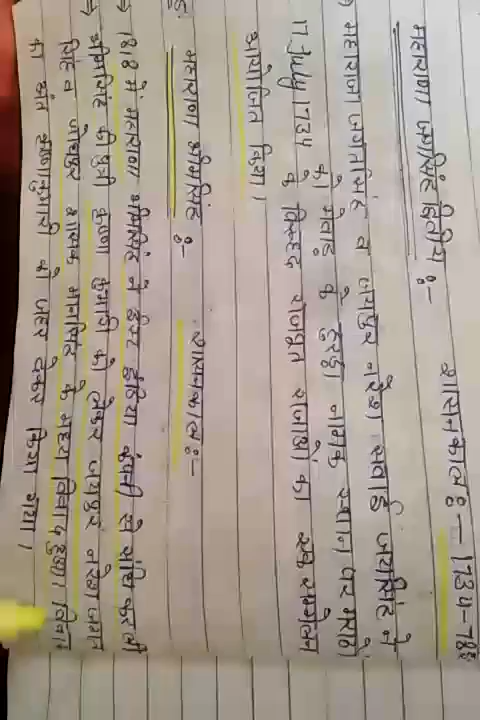 महाराणा जगतसिंह द्वितीय :- शासनकाल :- 1734-78ई
महाराणा जगतसिंह व जयपुर नरेश सवाई जयसिंह ने
17 July 1734 को मेवाड़ के हुरड़ा नामक स्थान पर मराठों
के विरूद्ध राजपूत राजाओं का एक सम्मेलन
आयोजित किया।
महाराणा भीमसिंह :- शासनकाल :-
1818 में महाराणा भीमसिंह ने ईस्ट इंडिया कंपनी से संधि कर ली
भीमसिंह की पुत्री कृष्णा कुमारी को लेकर जयपुर नरेश जगत
सिंह व जोधपुर शासक मानसिंह के मध्य विवाद हुआ। विवाद
का अंत कृष्णाकुमारी को जहर देकर किया गया।